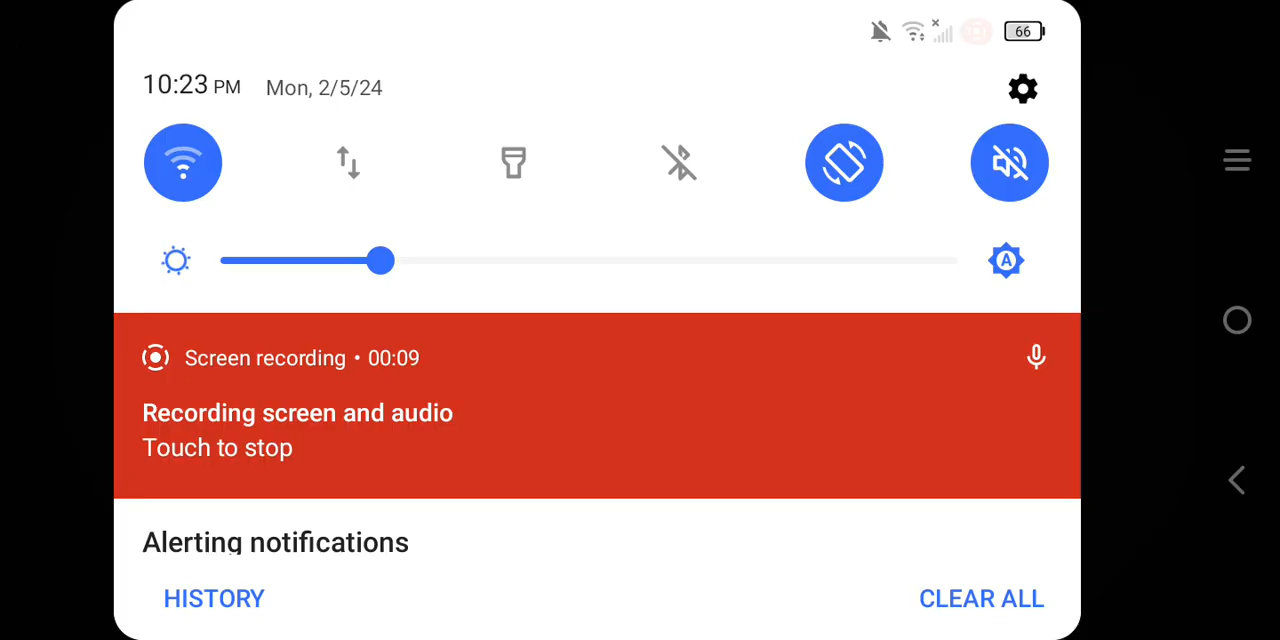 66
10:23 PM Mon, 2/5/24
A
Screen recording • 00:09
Recording screen and audio
Touch to stop
Alerting notifications
HISTORY CLEAR ALL